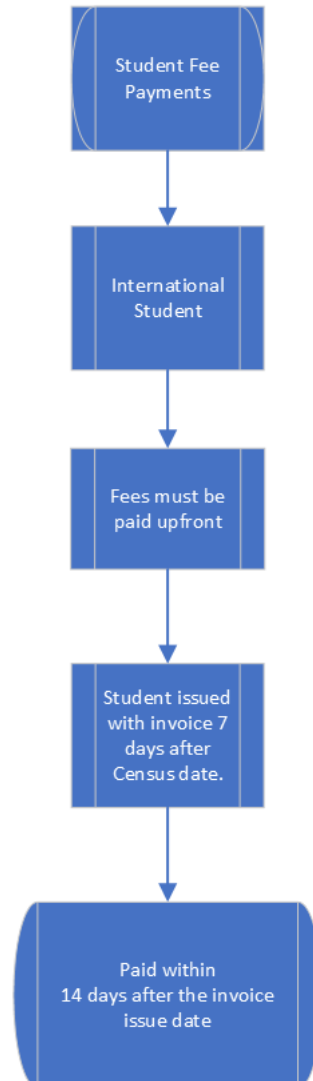 Student Fee
Payments
International
Student
Fees must be
paid upfront
Student issued
with invoice 7
days after
Census date.
Paid within
14 days after the invoice
issue date